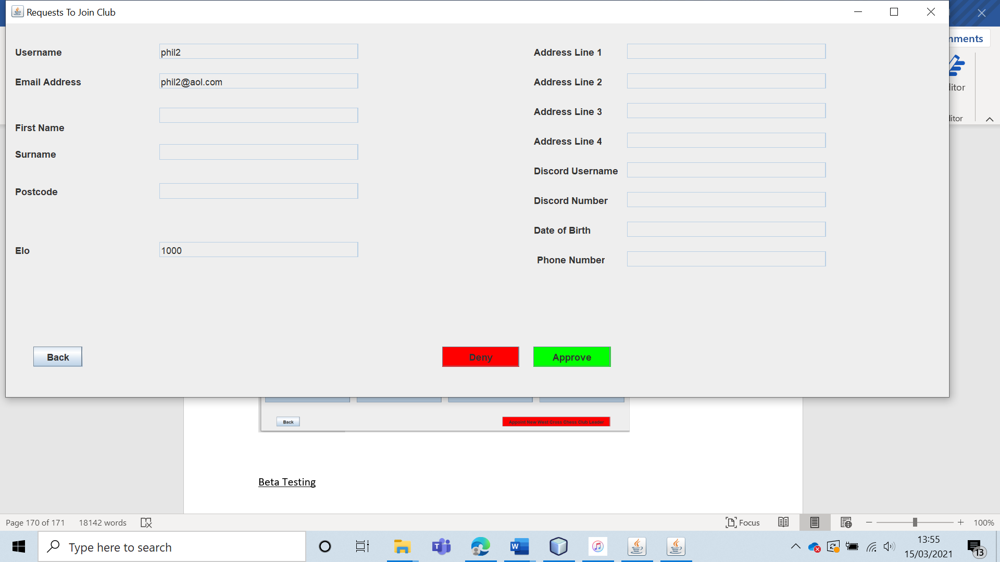 Requests To Join Club
Username
phil2
Email Address
phil2@aol.com
First Name
Surname
Postcode
Elo
1000
Address Line 1
Address Line 2
Address Line 3
Address Line 4
Discord Username
Discord Number
Date of Birth
Phone Number
Back
Deny
Approve
nments
litor
litor
Back
Appoint New West Cross Chess Club Leader
Beta Testing
Page 170 of 171
18142 words
Focus
100%
Type here to search
13:55
15/03/2021
13